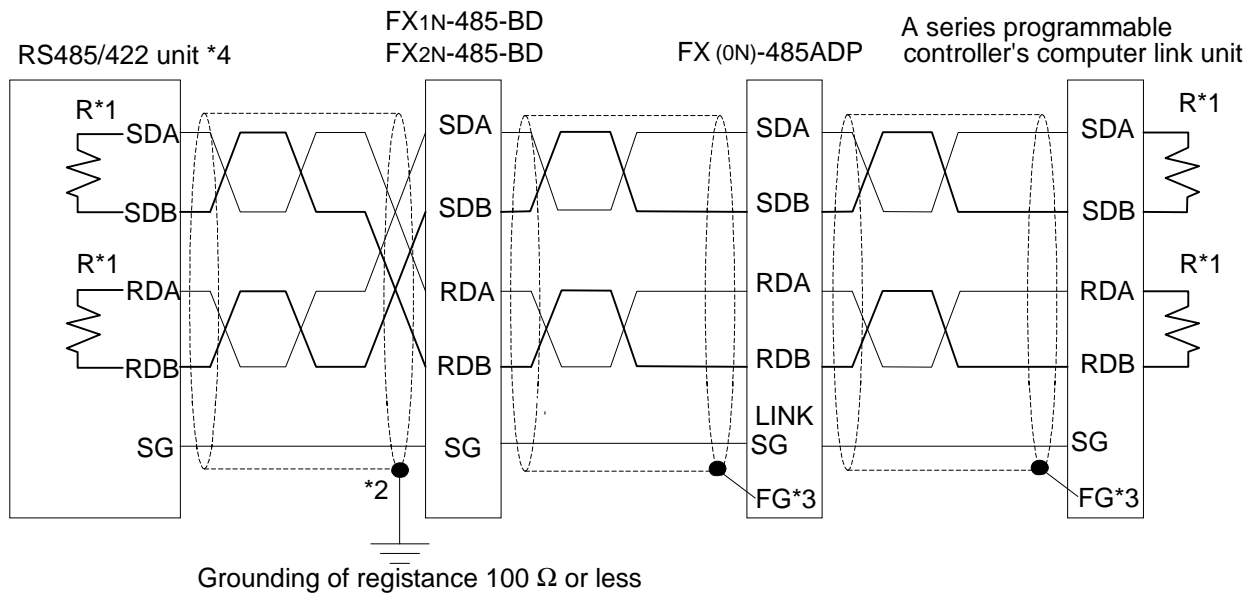 FX1N-485-BD
FX2N-485-BD
RS485/422 unit *4
FX (0N)-485ADP
A series programmable
controller's computer link unit
R*1
SDA
SDB
R*1
RDA
RDB
SG
*2
SDA
SDB
RDA
RDB
SG
SDA
SDB
RDA
RDB
LINK
SG
FG*3
SDA
SDB
RDA
RDB
SG
FG*3
R*1
R*1
Grounding of registance 100 Ω or less